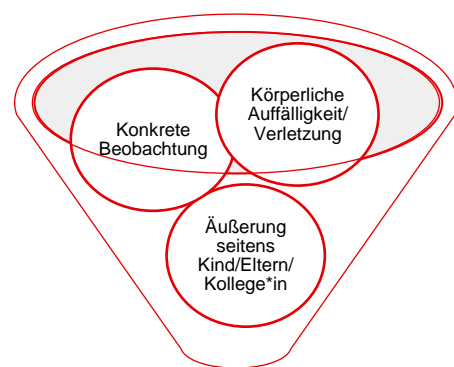 Konkrete
Beobachtung
Körperliche
Auffälligkeit/
Verletzung
Äußerung
seitens
Kind/Eltern/
Kollege*in